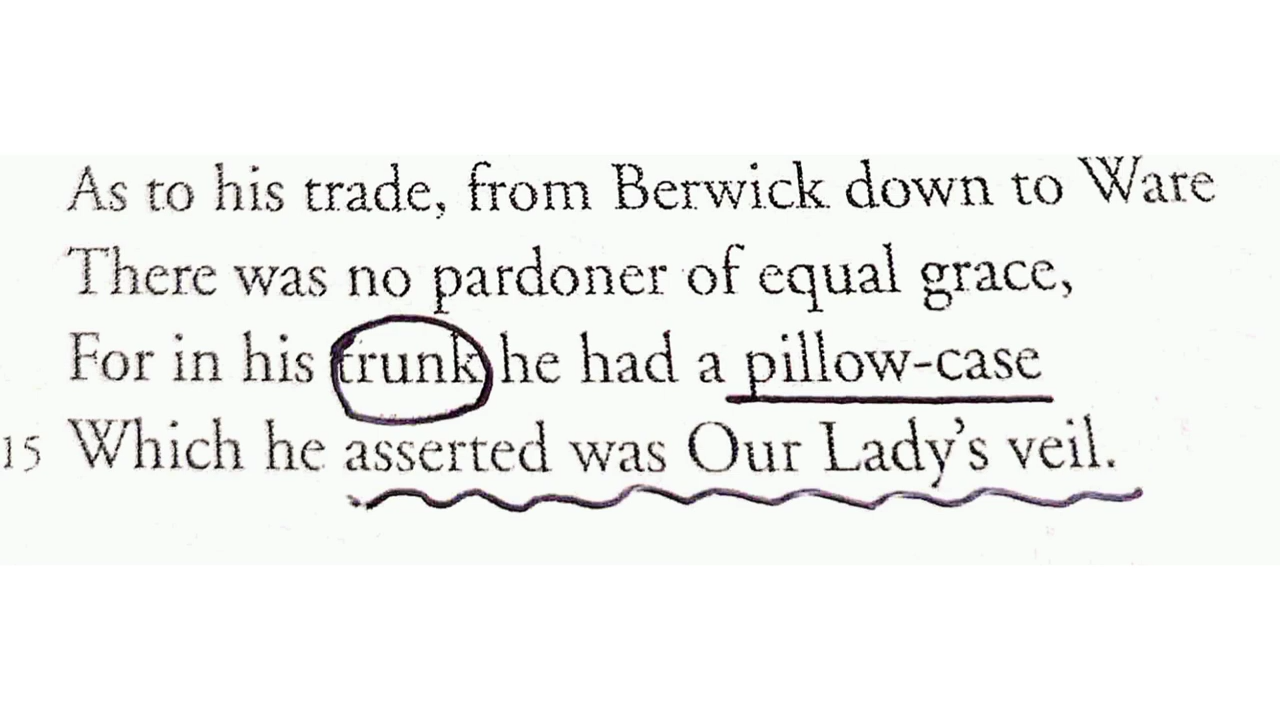 As to his trade, from Berwick down to Ware
There was no pardoner of equal grace,
For in his trunk he had a pillow-case
15 Which he asserted was Our Lady's veil.